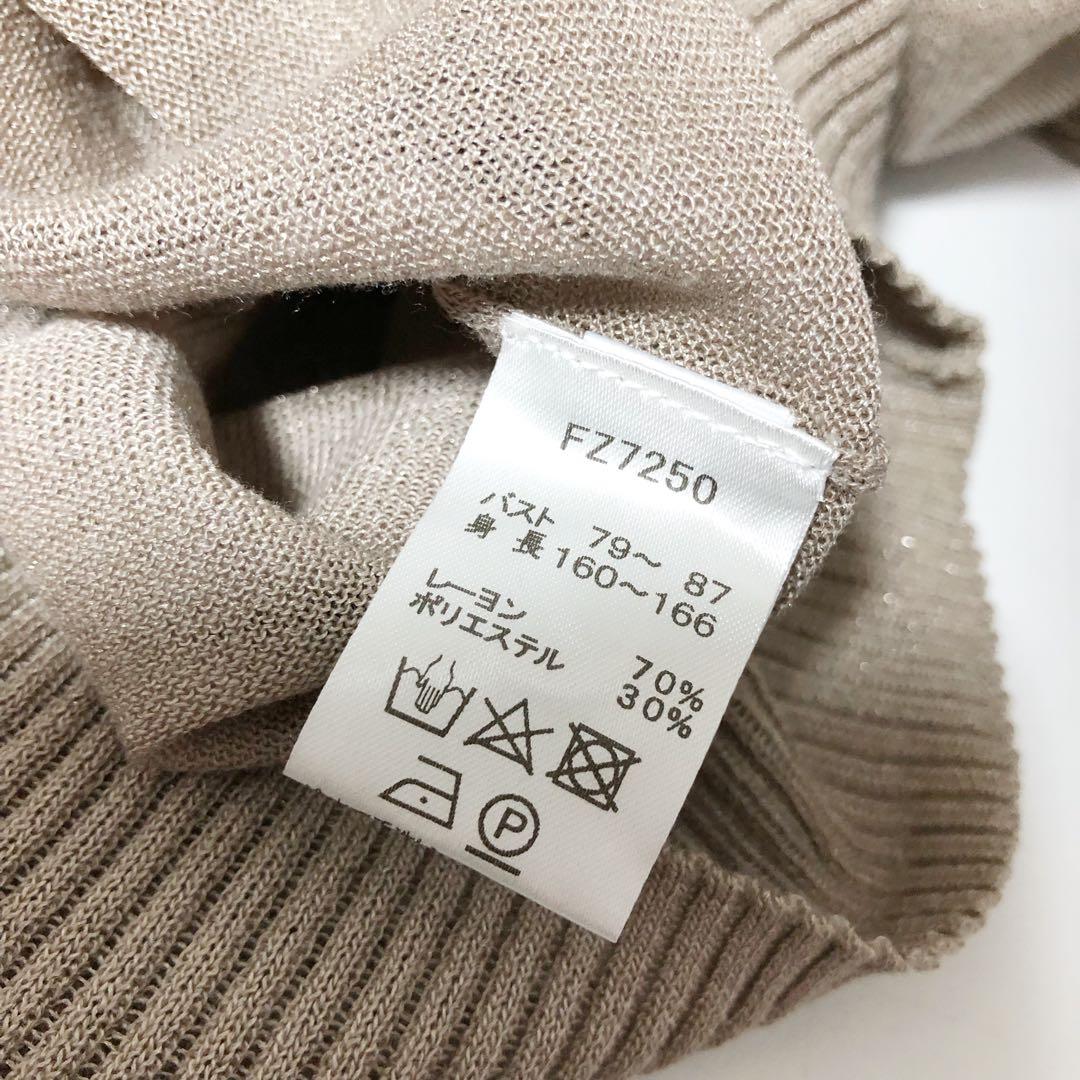 FZ7250
バスト 79～ 87
身 長 160～166
レーヨン 70%
ポリエステル 30%
P